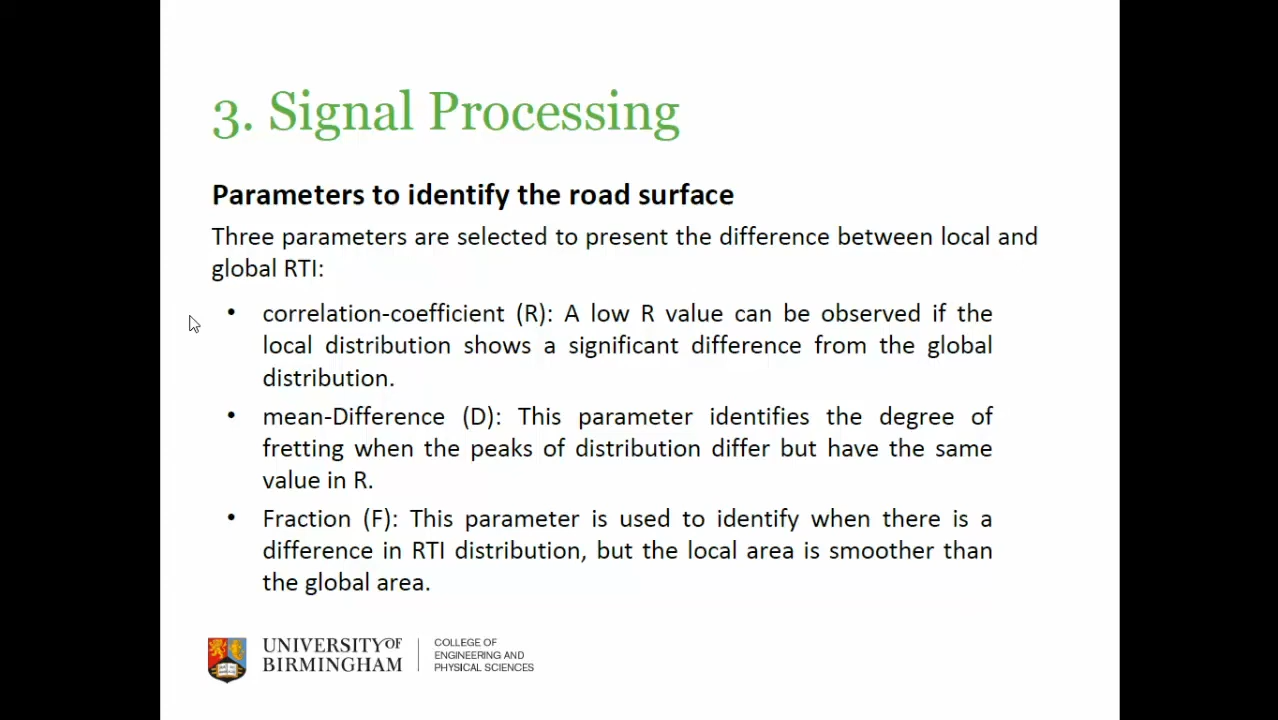 3. Signal Processing
Parameters to identify the road surface
Three parameters are selected to present the difference between local and
global RTI:
• correlation-coefficient (R): A low R value can be observed if the
local distribution shows a significant difference from the global
distribution.
• mean-Difference (D): This parameter identifies the degree of
fretting when the peaks of distribution differ but have the same
value in R.
• Fraction (F): This parameter is used to identify when there is a
difference in RTI distribution, but the local area is smoother than
the global area.
UNIVERSITY OF
BIRMINGHAM
COLLEGE OF
ENGINEERING AND
PHYSICAL SCIENCES